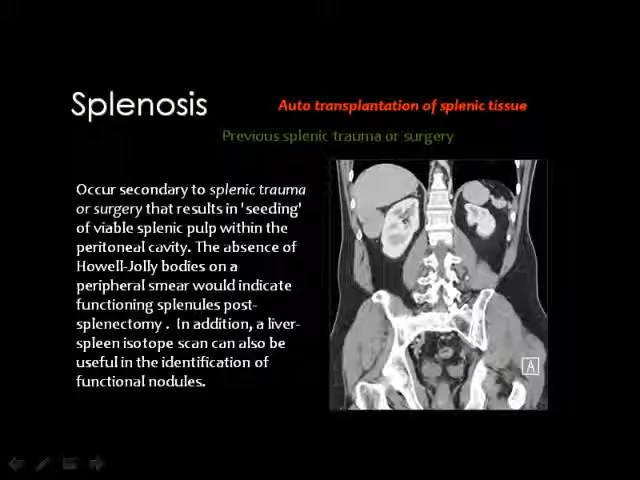 Splenosis
Auto transplantation of splenic tissue
Previous splenic trauma or surgery
Occur secondary to splenic trauma
or surgery that results in 'seeding'
of viable splenic pulp within the
peritoneal cavity. The absence of
Howell-Jolly bodies on a
peripheral smear would indicate
functioning splenules post-
splenectomy . In addition, a liver-
spleen isotope scan can also be
useful in the identification of
functional nodules.
A